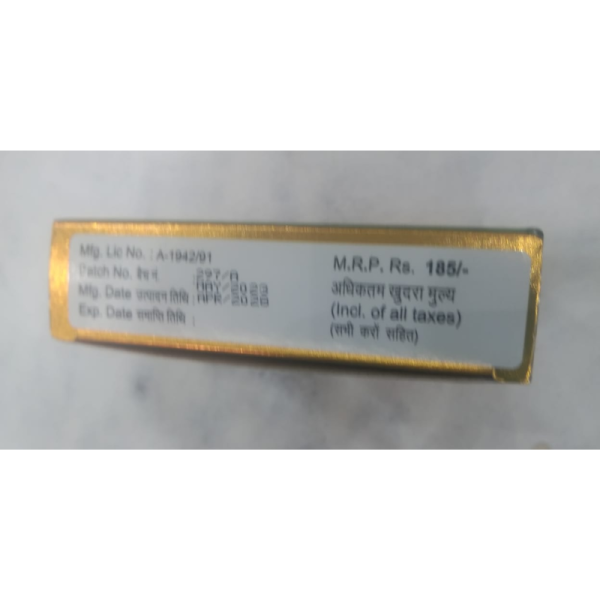 Mfg. Lic No. : A-1942/91
Batch No. बैच नं. 297/A
Mfg. Date उत्पादन तिथि : MAY/2023
Exp. Date समाप्ति तिथि : APR/2026
M.R.P. Rs. 185/-
अधिकतम खुदरा मुल्य
(Incl. of all taxes)
(सभी करों सहित)